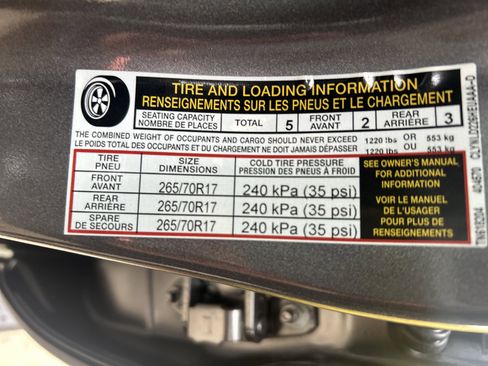 TIRE AND LOADING INFORMATION
RENSEIGNEMENTS SUR LES PNEUS ET LE CHARGEMENT
SEATING CAPACITY
NOMBRE DE PLACES
TOTAL 5
FRONT
AVANT 2
REAR
ARRIÈRE 3
THE COMBINED WEIGHT OF OCCUPANTS AND CARGO SHOULD NEVER EXCEED 1220 lbs OR 553 kg
LE POIDS TOTAL DES OCCUPANTS ET DU CHARGEMENT NE DOIT JAMAIS DÉPASSER 1220 lbs OU 553 kg
TIRE
PNEU
SIZE
DIMENSIONS
COLD TIRE PRESSURE
PRESSION DES PNEUS À FROID
FRONT
AVANT
265/70R17
240 kPa (35 psi)
REAR
ARRIÈRE
265/70R17
240 kPa (35 psi)
SPARE
DE SECOURS
265/70R17
240 kPa (35 psi)
SEE OWNER'S MANUAL
FOR ADDITIONAL
INFORMATION
VOIR LE MANUEL
DE L'USAGER
POUR PLUS DE
RENSEIGNEMENTS